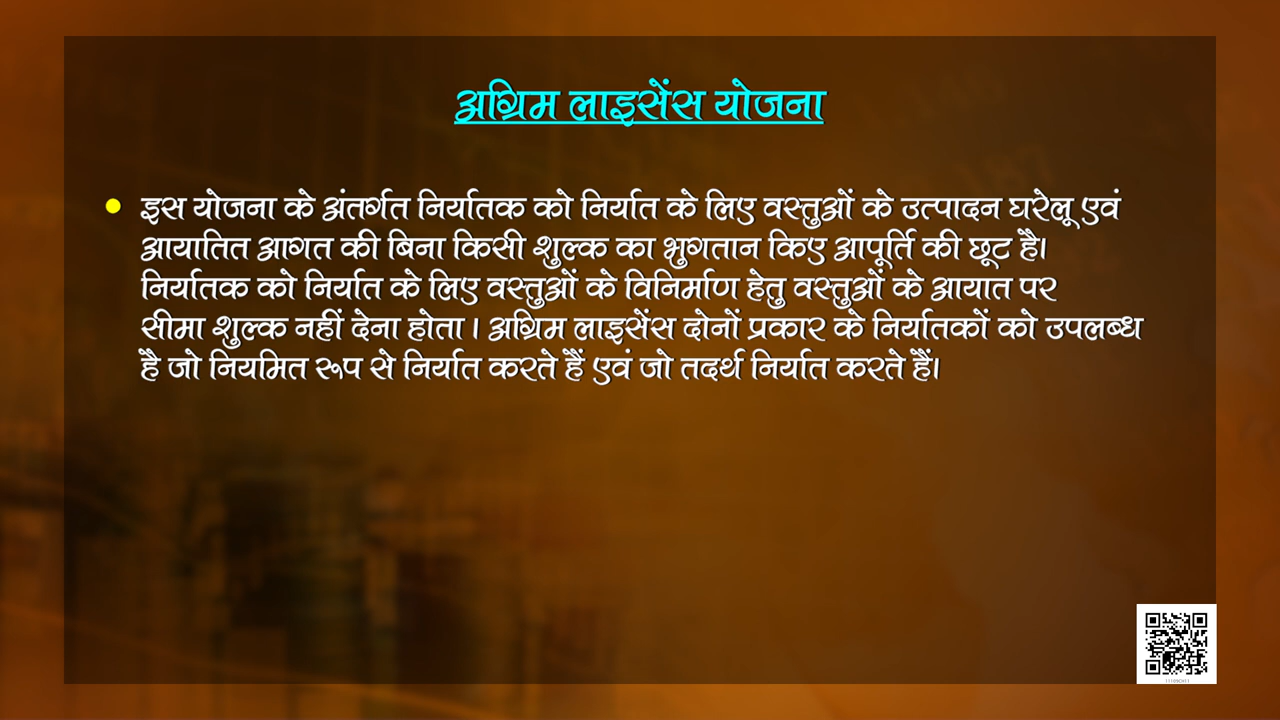 अग्रिम लाइसेंस योजना
इस योजना के अंतर्गत निर्यातक को निर्यात के लिए वस्तुओं के उत्पादन घरेलू एवं
आयातित आगत की बिना किसी शुल्क का भुगतान किए आपूर्ति की छूट है।
निर्यातक को निर्यात के लिए वस्तुओं के विनिर्माण हेतु वस्तुओं के आयात पर
सीमा शुल्क नहीं देना होता । अग्रिम लाइसेंस दोनों प्रकार के निर्यातकों को उपलब्ध
है जो नियमित रूप से निर्यात करते हैं एवं जो तदर्थ निर्यात करते हैं।